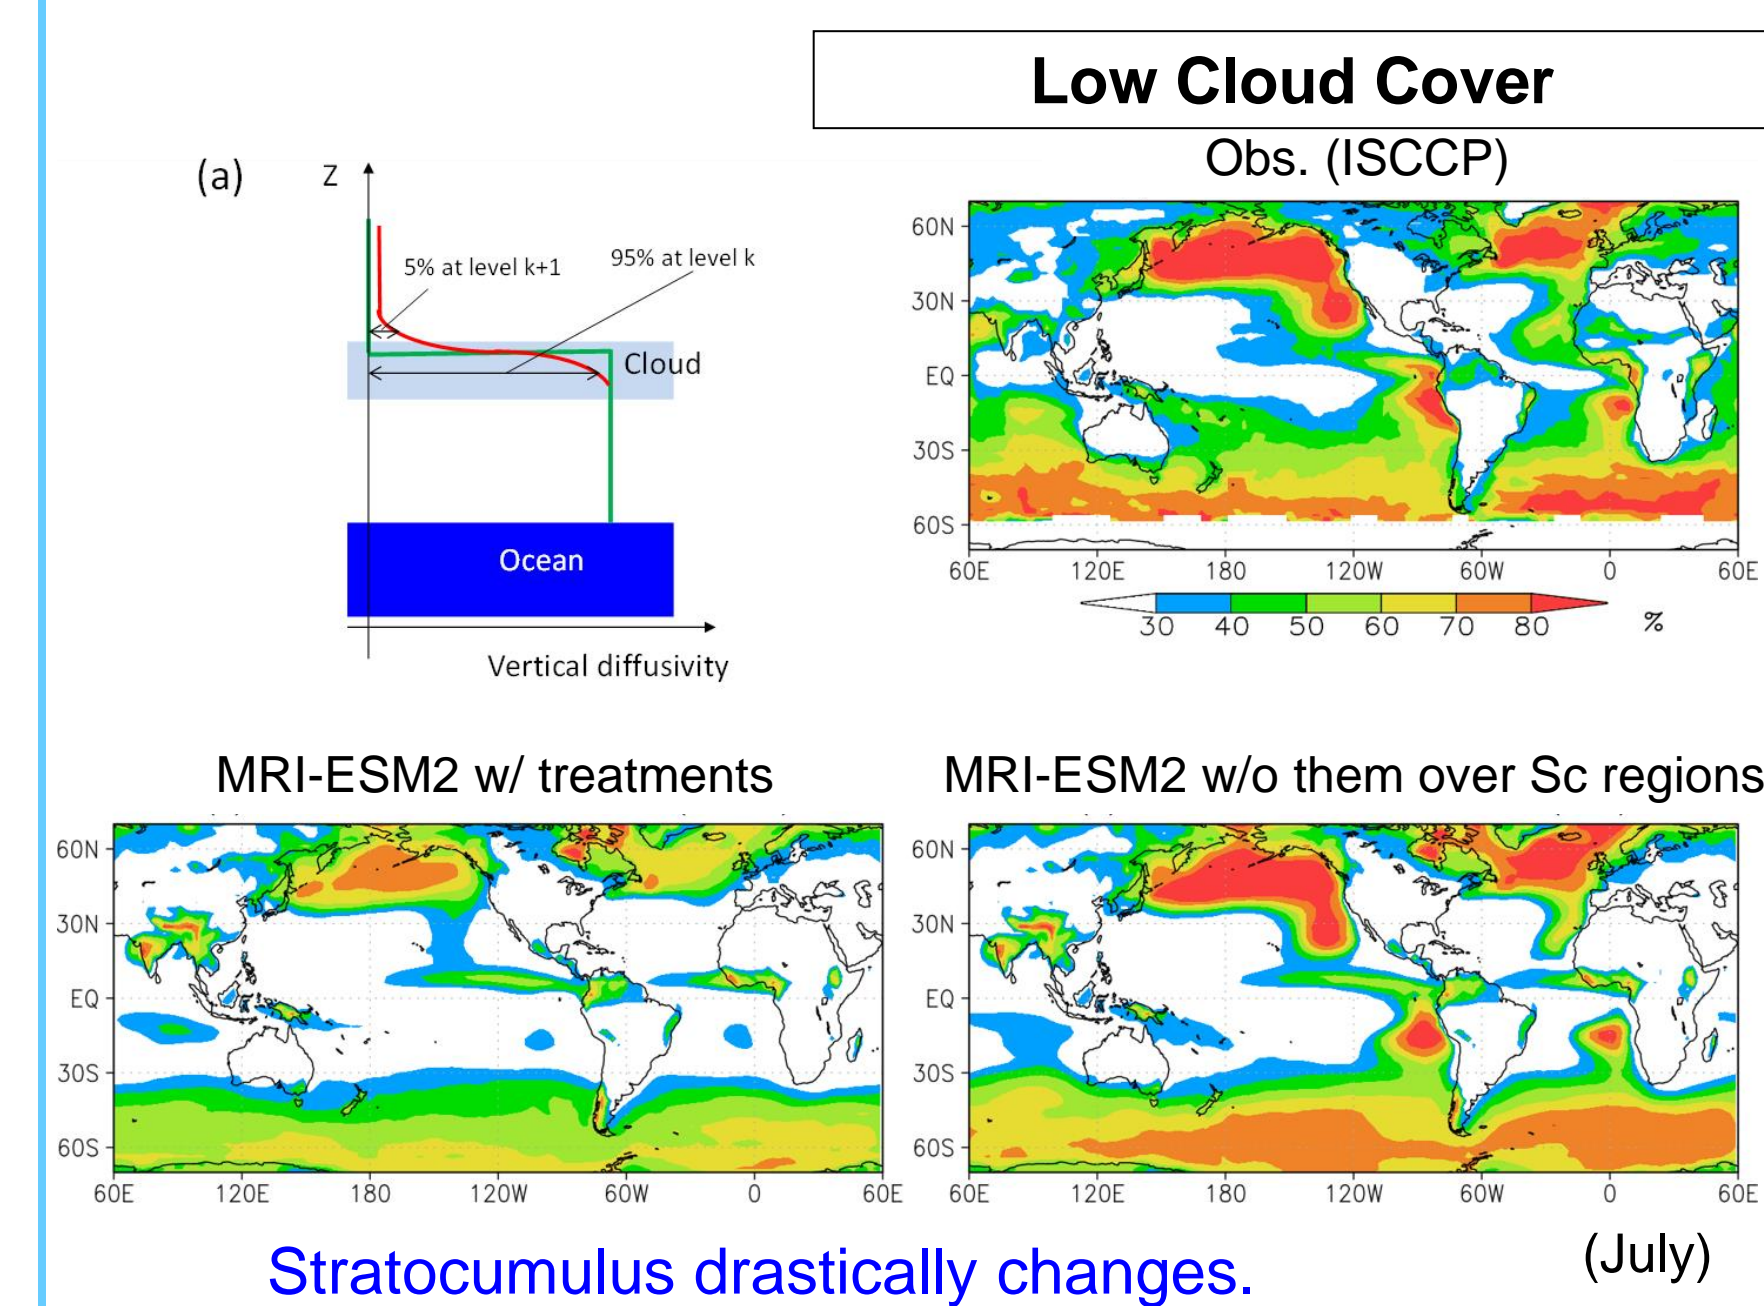 Low Cloud Cover
Obs. (ISCCP)
(a)
Z
5% at level k+1
95% at level k
Cloud
Ocean
Vertical diffusivity
60N
30N
EQ
30S
60S
60E 120E 180 120W 60W 0 60E
30 40 50 60 70 80 %
MRI-ESM2 w/ treatments
MRI-ESM2 w/o them over Sc regions
60N
30N
EQ
30S
60S
60E 120E 180 120W 60W 0 60E
60N
30N
EQ
30S
60S
60E 120E 180 120W 60W 0 60E
Stratocumulus drastically changes.
(July)